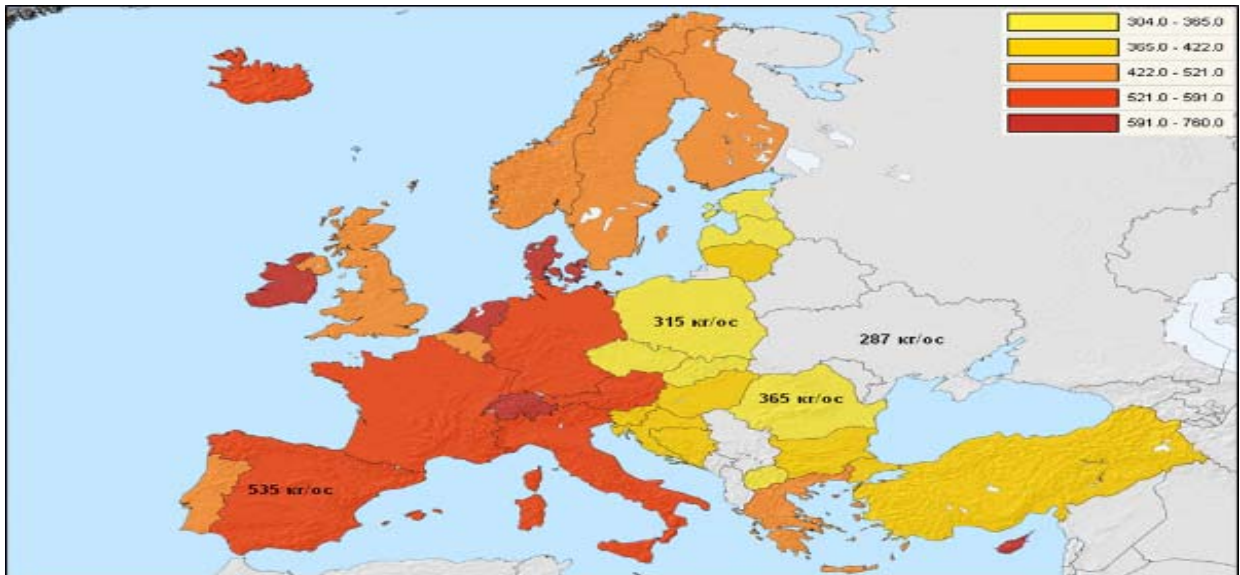 304.0 - 365.0
365.0 - 422.0
422.0 - 521.0
521.0 - 591.0
591.0 - 760.0
315 кг/ос
287 кг/ос
365 кг/ос
535 кг/ос